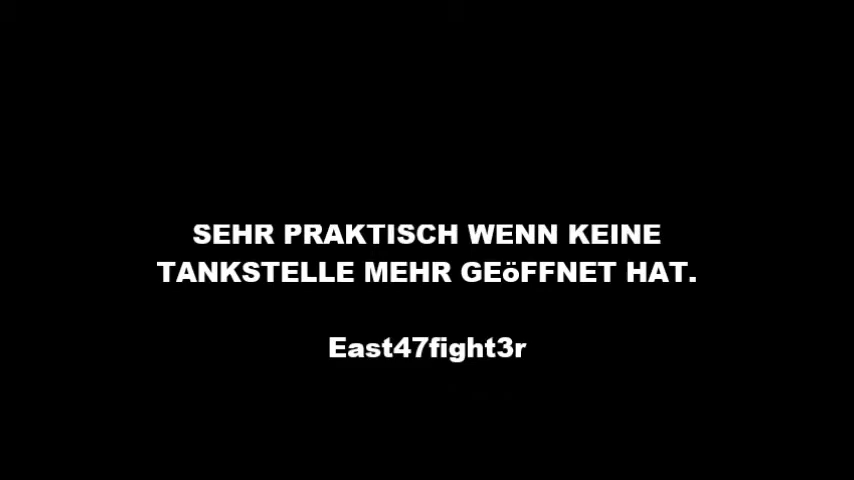 SEHR PRAKTISCH WENN KEINE
TANKSTELLE MEHR GEöFFNET HAT.
East47fight3r